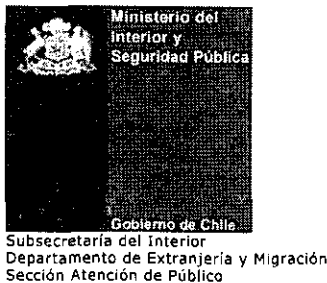 Ministerio del
Interior y
Seguridad Pública
Gobierno de Chile
Subsecretaría del Interior
Departamento de Extranjería y Migración
Sección Atención de Público